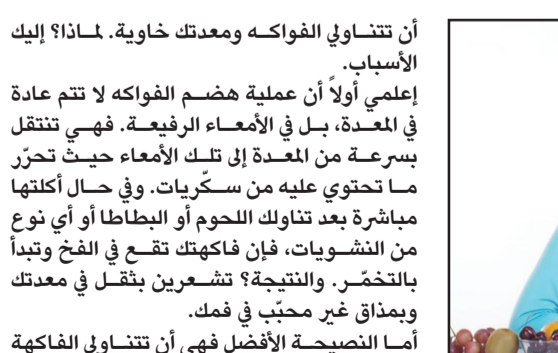 أن تتناولي الفواكه ومعدتك خاوية. لماذا؟ إليك
الأسباب.
إعلمي أولاً أن عملية هضم الفواكه لا تتم عادة
في المعدة، بل في الأمعاء الرفيعة. فهي تنتقل
بسرعة من المعدة إلى تلك الأمعاء حيث تحرّر
ما تحتوي عليه من سكّريات. وفي حال أكلتها
مباشرة بعد تناولك اللحوم أو البطاطا أو أي نوع
من النشويات، فإن فاكهتك تقع في الفخ وتبدأ
بالتخمّر. والنتيجة؟ تشعرين بثقل في معدتك
وبمذاق غير محبّب في فمك.
أما النصيحة الأفضل فهي أن تتناولي الفاكهة